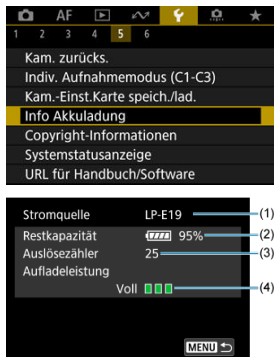 AF
1 2 3 4 5 6
Kam. zurücks.
Indiv. Aufnahmemodus (C1-C3)
Kam.-Einst.Karte speich./lad.
Info Akkuladung
Copyright-Informationen
Systemstatusanzeige
URL für Handbuch/Software
Stromquelle LP-E19 (1)
Restkapazität 95% (2)
Auslösezähler 25 (3)
Aufladeleistung
Voll (4)
MENU